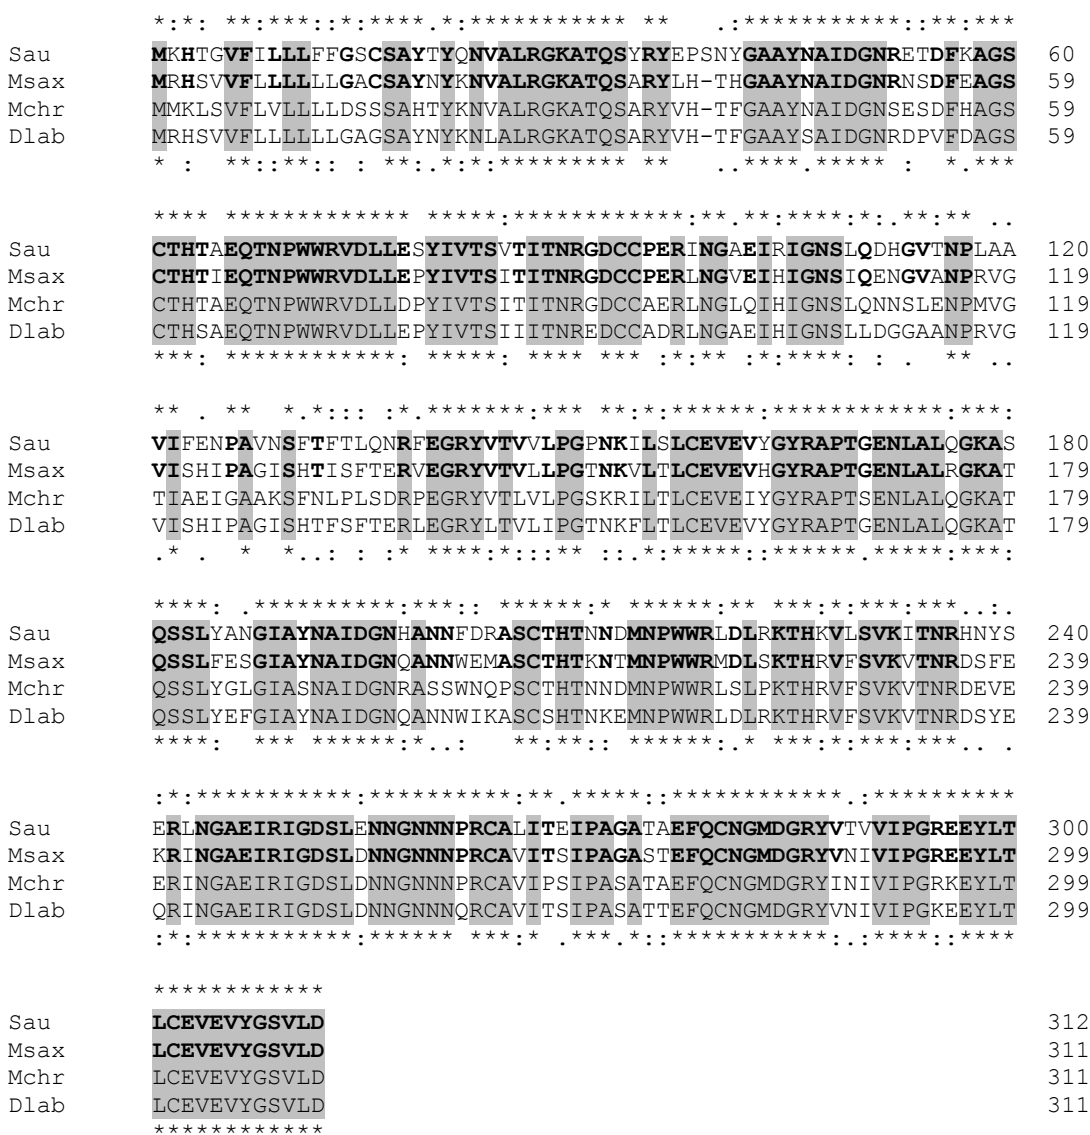 *:*: **:***::*:****.*:*********** **   .:***********::**:***
Sau MKHTGVFILLLFFGSCSAYTYQNVALRGKATQSYRYEPSNYGAAYNAIDGNRETDFKAGS 60
Msax MRHSVVFLLLLLLGACSAYNYKNVALRGKATQSARYLH-THGAAYNAIDGNRNSDFEAGS 59
Mchr MMKLSVFLVLLLLDSSSAHTYKNVALRGKATQSARYVH-TFGAAYNSIDGNSESDFHAGS 59
Dlab MRHSVVFLLLLLLGAGSAYNYKNLALRGKATQSARYVH-TFGAAYSAIDGNRDPVFDAGS 59
* :  **::**:: : **:.*:*:********* **   ..****.***** :  *.***
**** ************* *****:************:**.**:****:*:.**:** ..
Sau CTHTAEQTNPWWRVDLLESYIVTSVTITNRGDCCPERINGAEIRIGNSLQDHGVTNPLAA 120
Msax CTHTIEQTNPWWRVDLLEPYIVTSITITNRGDCCPERLNGVEIHIGNSIQENGVANPRVG 119
Mchr CTHTAEQTNPWWRVDLLDPYIVTSITITNRGDCCAERLNGLQIHIGNSLQNNSLENPMVG 119
Dlab CTHSAEQTNPWWRVDLLEPYIVTSIIITNREDCCADRLNGAEIHIGNSLLDGGAANPRVG 119
***: ************: *****: **** *** :*:** :*:****: : .  ** ..
** . **  *.*::: :*.*******:*** **:*:******:************:***:
Sau VIFENPAVNSFTFTLQNRFEGRYVTVVLPGPNKILSLCEVEVYGYRAPTGENLALQGKAS 180
Msax VISHIPAGISHTISFTERVEGRYVTVLLPGTNKVLTLCEVEVHGYRAPTGENLALRGKAT 179
Mchr TIAEIGAAKSFNLPLSDRPEGRYVTLVLPGSKRILTLCEVEIYGYRAPTSENLALQGKAT 179
Dlab VISHIPAGISHTFSFTERLEGRYLTVLIPGTNKFLTLCEVEVYGYRAPTGENLALQGKAT 179
.* .  *  *..: : :* ****:*:::** ::.*:*****::******.*****:***:
****: .**********:***:: ******:* ******:** ***:*:***:***..:.
Sau QSSLYANGIAYNAIDGNHANNFDRASCTHTNNDMNPWWRLDLRKTHKVLSVKITNRHNYS 240
Msax QSSLFESGIAYNAIDGNQANNWEMASCTHTKNTMNPWWRMDLSKTHRVFSVKVTNRDSFE 239
Mchr QSSLYGLGIASNAIDGNRASSWNQPSCTHTNNDMNPWWRLSLPKTHRVFSVKVTNRDEVE 239
Dlab QSSLYEFGIAYNAIDGNQANNWIKASCSHTNKEMNPWWRLDLRKTHRVFSVKVTNRDSYE 239
****:  *** ******:*..:   **:**:: ******:.* ***:*:***:***.. .
:*:***********:**********:**.*****::************.:**********
Sau ERLNGAEIRIGDSLENNGNNNPRCALITEIPAGATAEFQCNGMDGRYVTVVIPGREEYLT 300
Msax KRINGAEIRIGDSLDNNGNNNPRCAVITSIPAGASTEFQCNGMDGRYVNIVIPGREEYLT 299
Mchr ERINGAEIRIGDSLDNNGNNNPRCAVIPSIPASATAEFQCNGMDGRYINIVIPGRKEYLT 299
Dlab QRINGAEIRIGDSLDNNGNNNQRCAVITSIPASATTEFQCNGMDGRYVNIVIPGKEEYLT 299
:*:***********:****** ***:* .***.*::***********:.:****::****
************
Sau LCEVEVYGSVLD 312
Msax LCEVEVYGSVLD 311
Mchr LCEVEVYGSVLD 311
Dlab LCEVEVYGSVLD 311
************